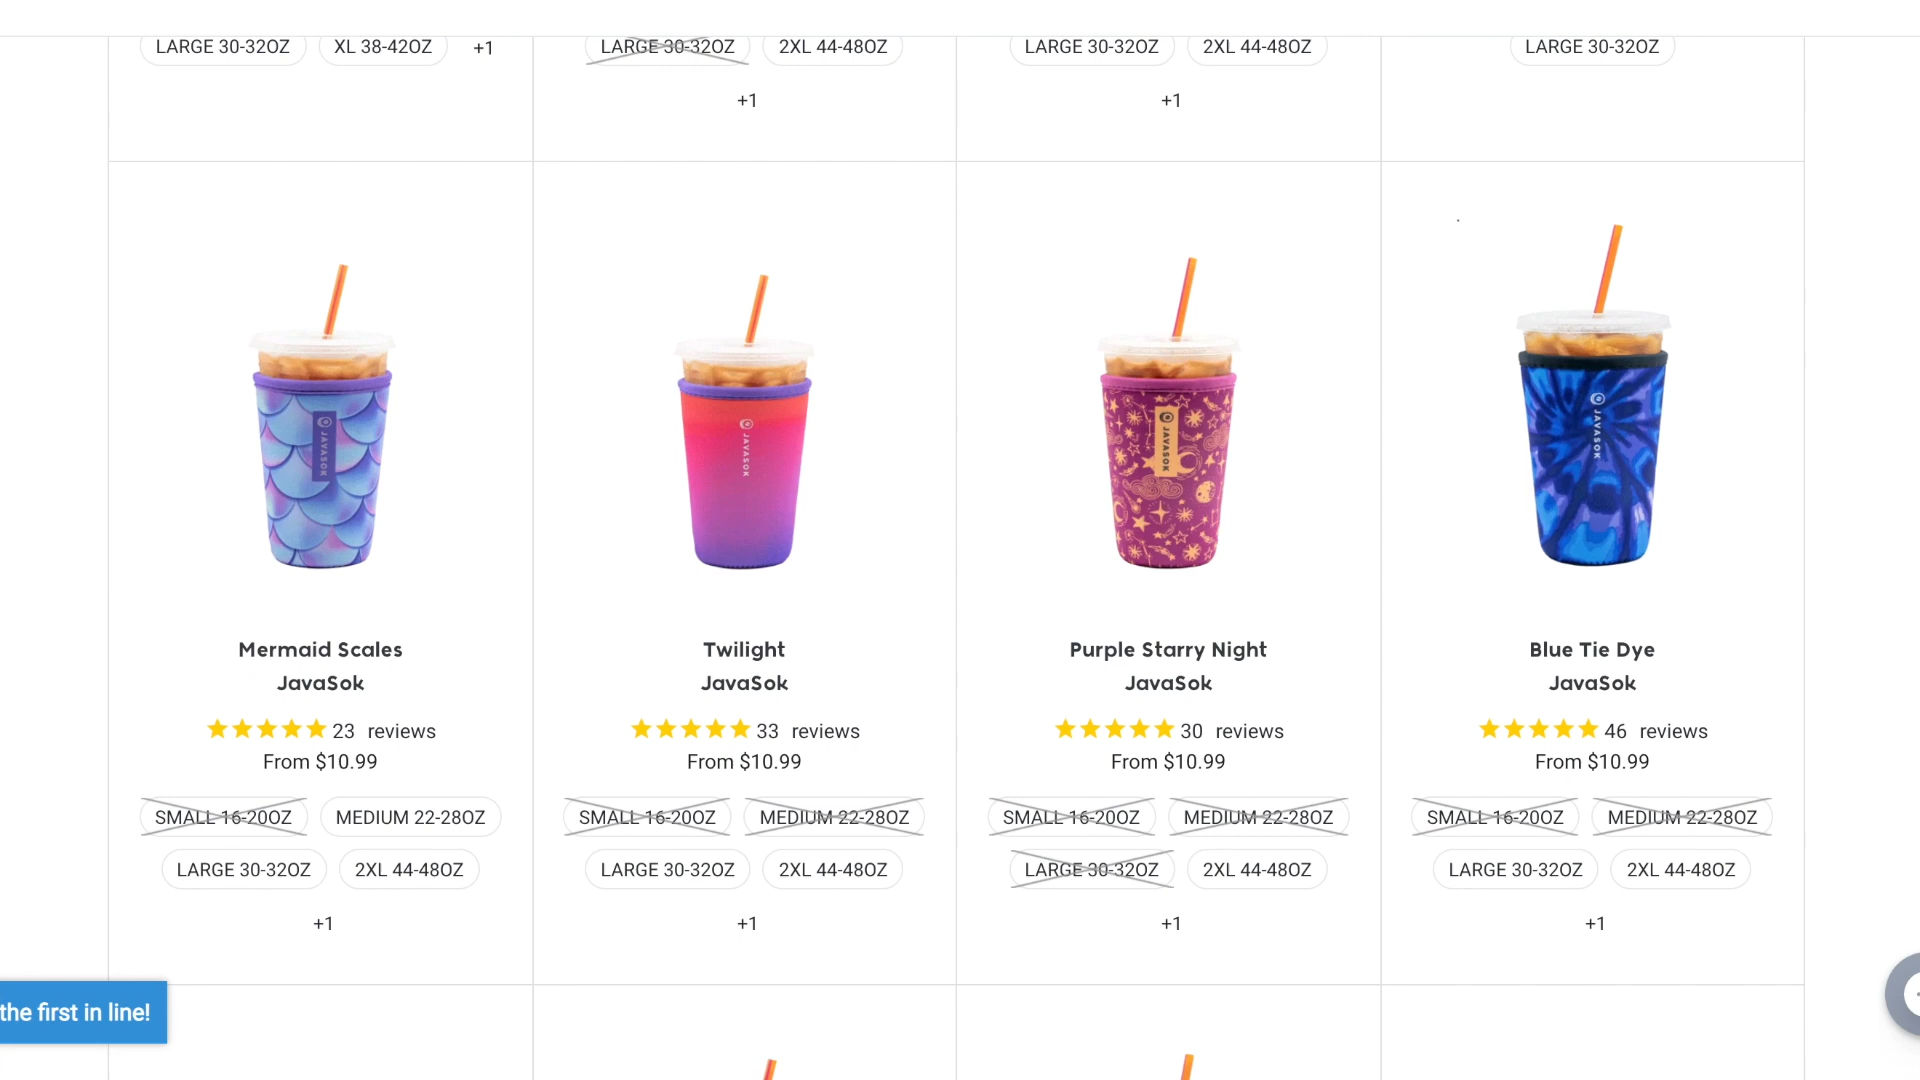 LARGE 30-32OZ XL 38-42OZ +1
LARGE 30-32OZ 2XL 44-48OZ
+1
LARGE 30-32OZ 2XL 44-48OZ
+1
LARGE 30-32OZ
JAVASOK
JAVASOK
JAVASOK
JAVASOK
Mermaid Scales
JavaSok
23 reviews
From $10.99
SMALL 16-20OZ MEDIUM 22-28OZ
LARGE 30-32OZ 2XL 44-48OZ
+1
Twilight
JavaSok
33 reviews
From $10.99
SMALL 16-20OZ MEDIUM 22-28OZ
LARGE 30-32OZ 2XL 44-48OZ
+1
Purple Starry Night
JavaSok
30 reviews
From $10.99
SMALL 16-20OZ MEDIUM 22-28OZ
LARGE 30-32OZ 2XL 44-48OZ
+1
Blue Tie Dye
JavaSok
46 reviews
From $10.99
SMALL 16-20OZ MEDIUM 22-28OZ
LARGE 30-32OZ 2XL 44-48OZ
+1
the first in line!